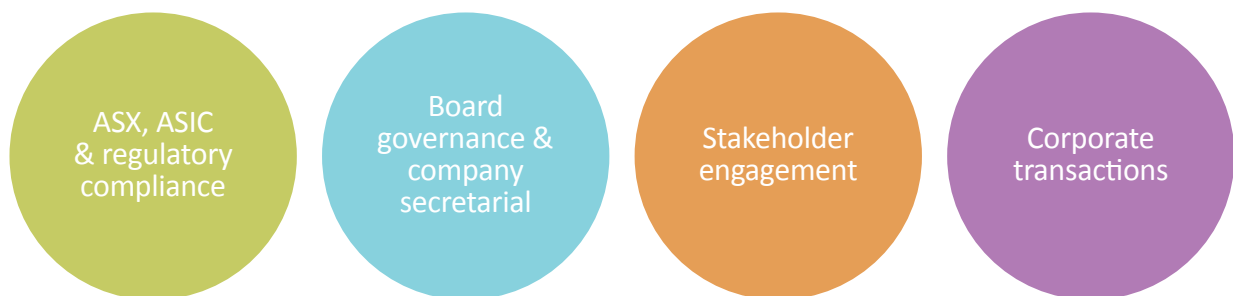 ASX, ASIC
& regulatory
compliance
Board
governance &
company
secretarial
Stakeholder
engagement
Corporate
transactions